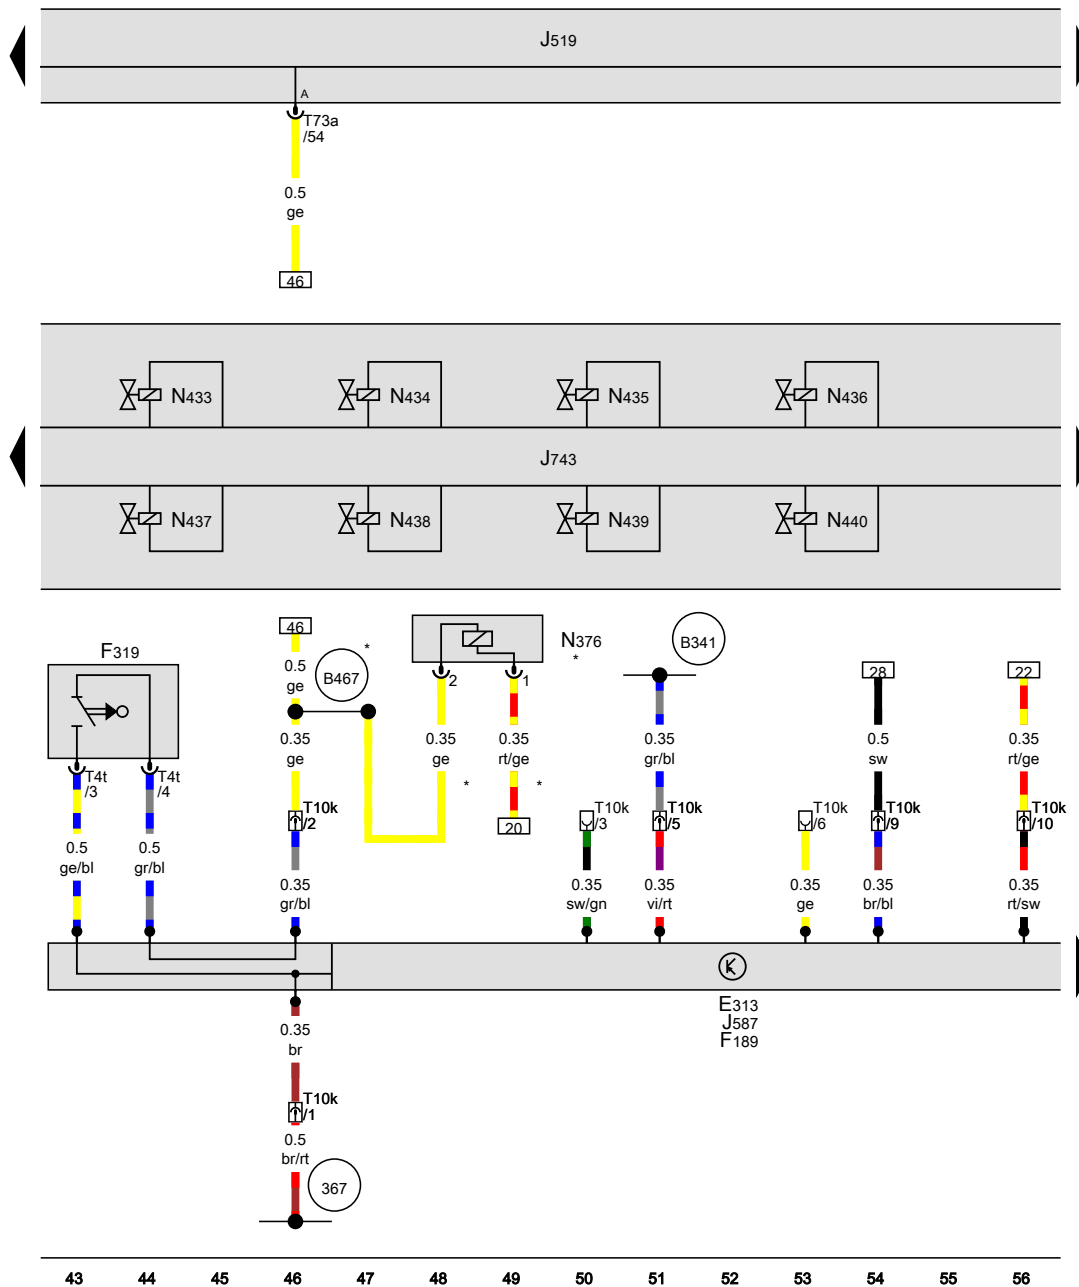 J519
A
T73a
/54
0.5
ge
46
N433
N434
N435
N436
J743
N437
N438
N439
N440
F319
46
0.5
ge
*
B467
N376
*
B341
2
1
28
22
T4t
/3
T4t
/4
0.35
ge
0.35
ge
*
0.35
rt/ge
*
0.35
gr/bl
0.5
sw
0.35
rt/ge
T10k
/2
20
T10k
/3
T10k
/5
T10k
/6
T10k
/9
T10k
/10
0.5
ge/bl
0.5
gr/bl
0.35
gr/bl
0.35
sw/gn
0.35
vi/rt
0.35
ge
0.35
br/bl
0.35
rt/sw
E313
J587
F189
0.35
br
T10k
/1
0.5
br/rt
367
43 44 45 46 47 48 49 50 51 52 53 54 55 56